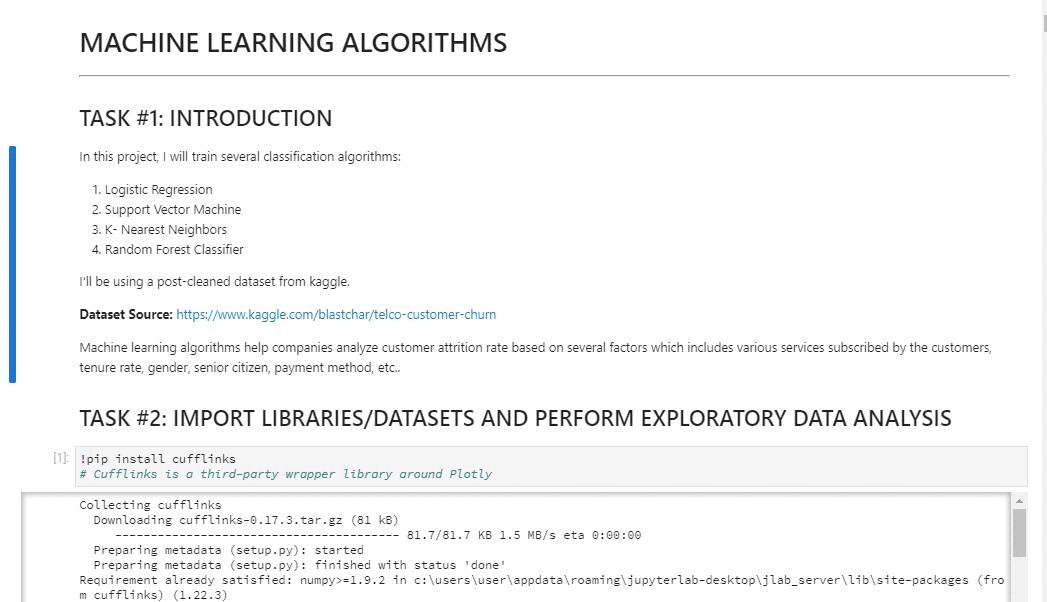 MACHINE LEARNING ALGORITHMS
TASK #1: INTRODUCTION
In this project, I will train several classification algorithms:
1. Logistic Regression
2. Support Vector Machine
3. K- Nearest Neighbors
4. Random Forest Classifier
I'll be using a post-cleaned dataset from kaggle.
Dataset Source: https://www.kaggle.com/blastchar/telco-customer-churn
Machine learning algorithms help companies analyze customer attrition rate based on several factors which includes various services subscribed by the customers,
tenure rate, gender, senior citizen, payment method, etc..
TASK #2: IMPORT LIBRARIES/DATASETS AND PERFORM EXPLORATORY DATA ANALYSIS
[1]: !pip install cufflinks
# Cufflinks is a third-party wrapper library around Plotly
Collecting cufflinks
Downloading cufflinks-0.17.3.tar.gz (81 kB)
---------------------------------------- 81.7/81.7 KB 1.5 MB/s eta 0:00:00
Preparing metadata (setup.py): started
Preparing metadata (setup.py): finished with status 'done'
Requirement already satisfied: numpy>=1.9.2 in c:\users\user\appdata\roaming\jupyterlab-desktop\jlab_server\lib\site-packages (fro
m cufflinks) (1.22.3)